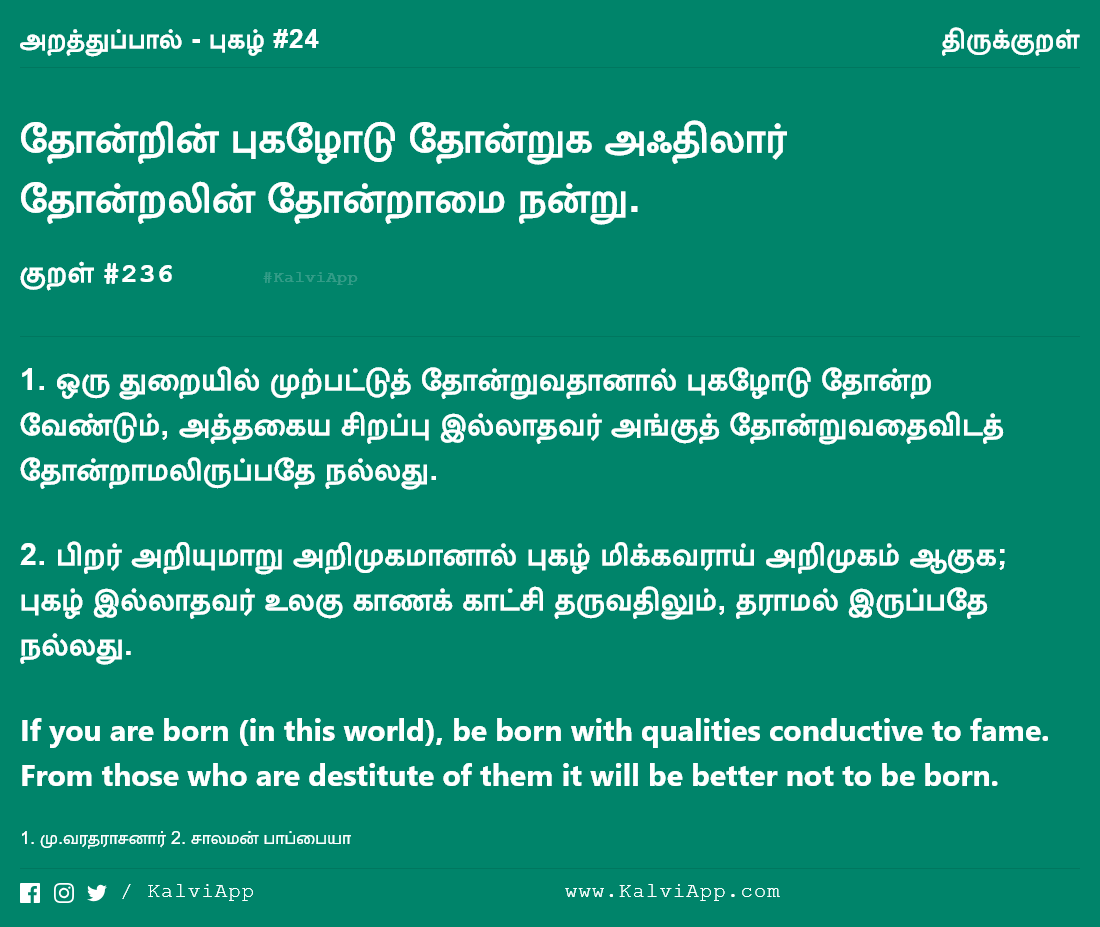 அறத்துப்பால் - புகழ் #24
திருக்குறள்
தோன்றின் புகழோடு தோன்றுக அஃதிலார்
தோன்றலின் தோன்றாமை நன்று.
குறள் #236
#KalviApp
1. ஒரு துறையில் முற்பட்டுத் தோன்றுவதானால் புகழோடு தோன்ற
வேண்டும், அத்தகைய சிறப்பு இல்லாதவர் அங்குத் தோன்றுவதைவிடத்
தோன்றாமலிருப்பதே நல்லது.
2. பிறர் அறியுமாறு அறிமுகமானால் புகழ் மிக்கவராய் அறிமுகம் ஆகுக;
புகழ் இல்லாதவர் உலகு காணக் காட்சி தருவதிலும், தராமல் இருப்பதே
நல்லது.
If you are born (in this world), be born with qualities conductive to fame.
From those who are destitute of them it will be better not to be born.
1. மு.வரதராசனார் 2. சாலமன் பாப்பையா
/ KalviApp
www.KalviApp.com